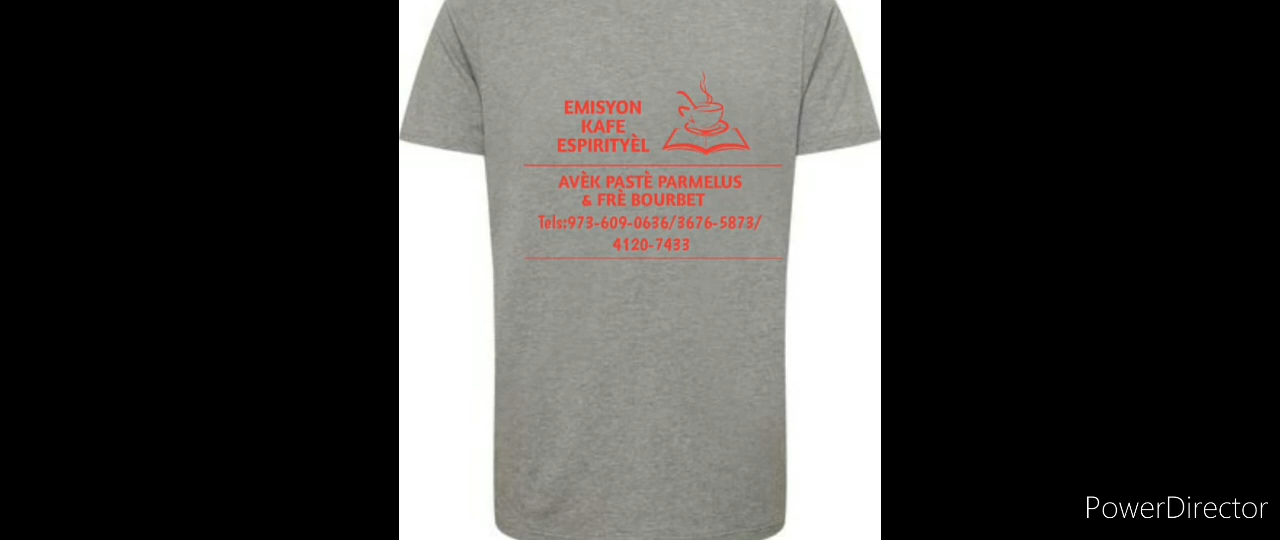 EMISYON
KAFE
ESPIRITYÈL
AVÈK PASTÈ PARMELUS
& FRÈ BOURBET
Tels:973-609-0636/3676-5873/
4120-7433
PowerDirector